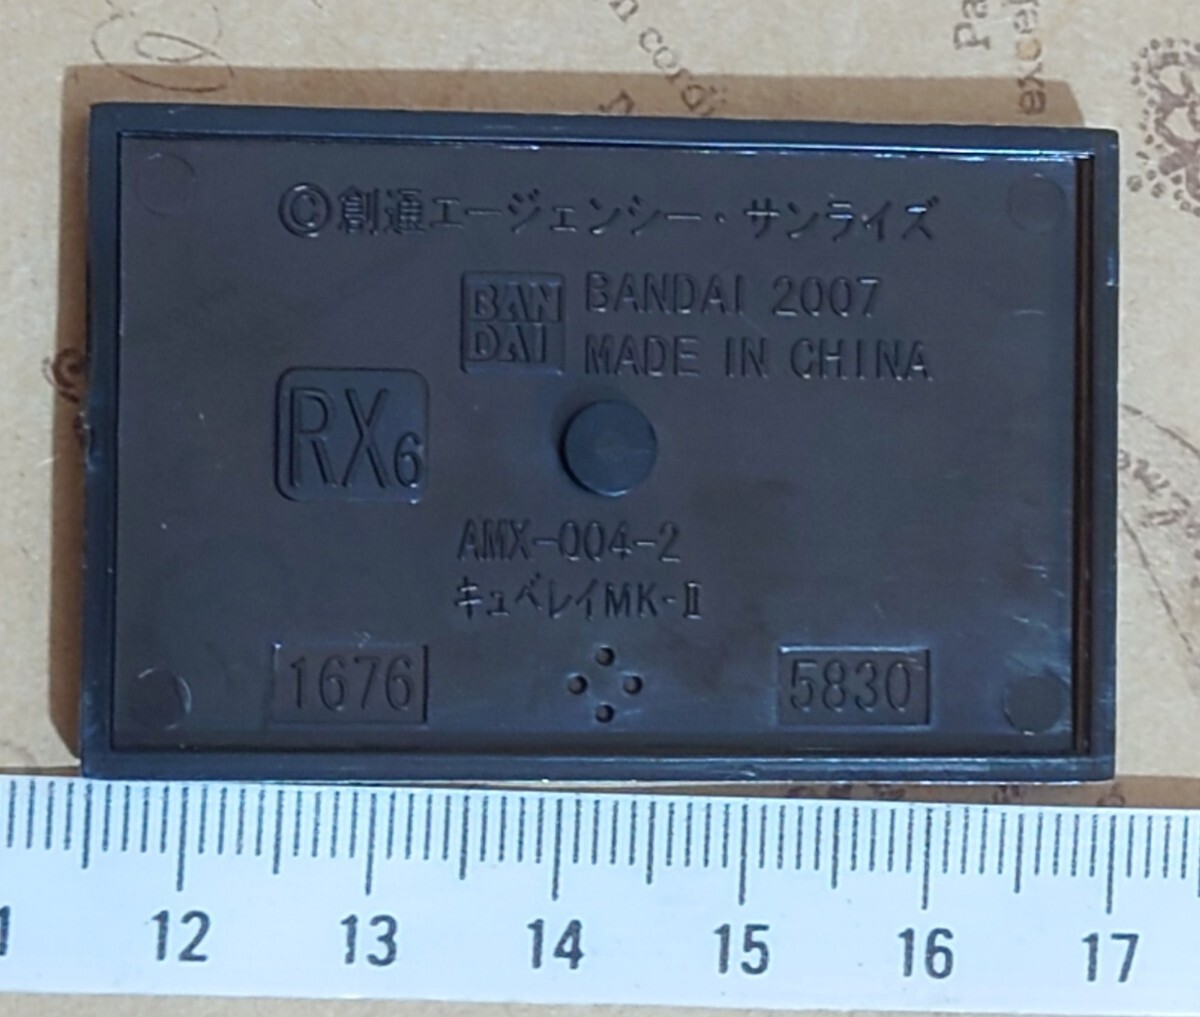 ©創通エージェンシー・サンライズ
BAN
DAI
BANDAI 2007
MADE IN CHINA
RX6
AMX-004-2
キュベレイMK-Ⅱ
1676
5830
12 13 14 15 16 17